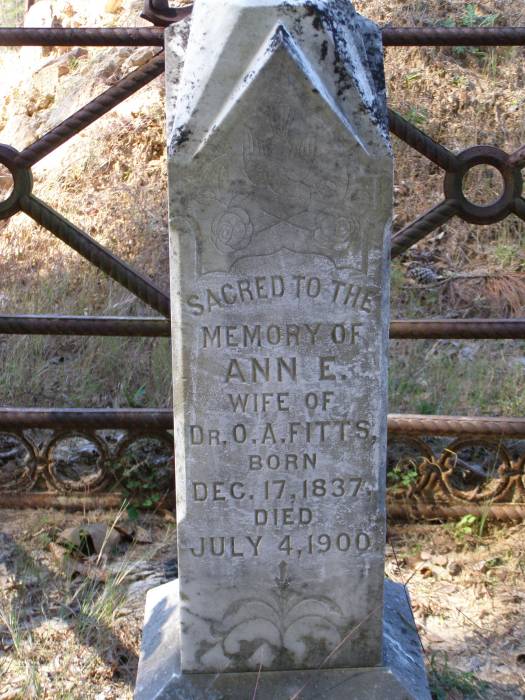 SACRED TO THE
MEMORY OF
ANN E.
WIFE OF
DR. O. A. FITTS,
BORN
DEC. 17, 1837.
DIED
JULY 4, 1900.